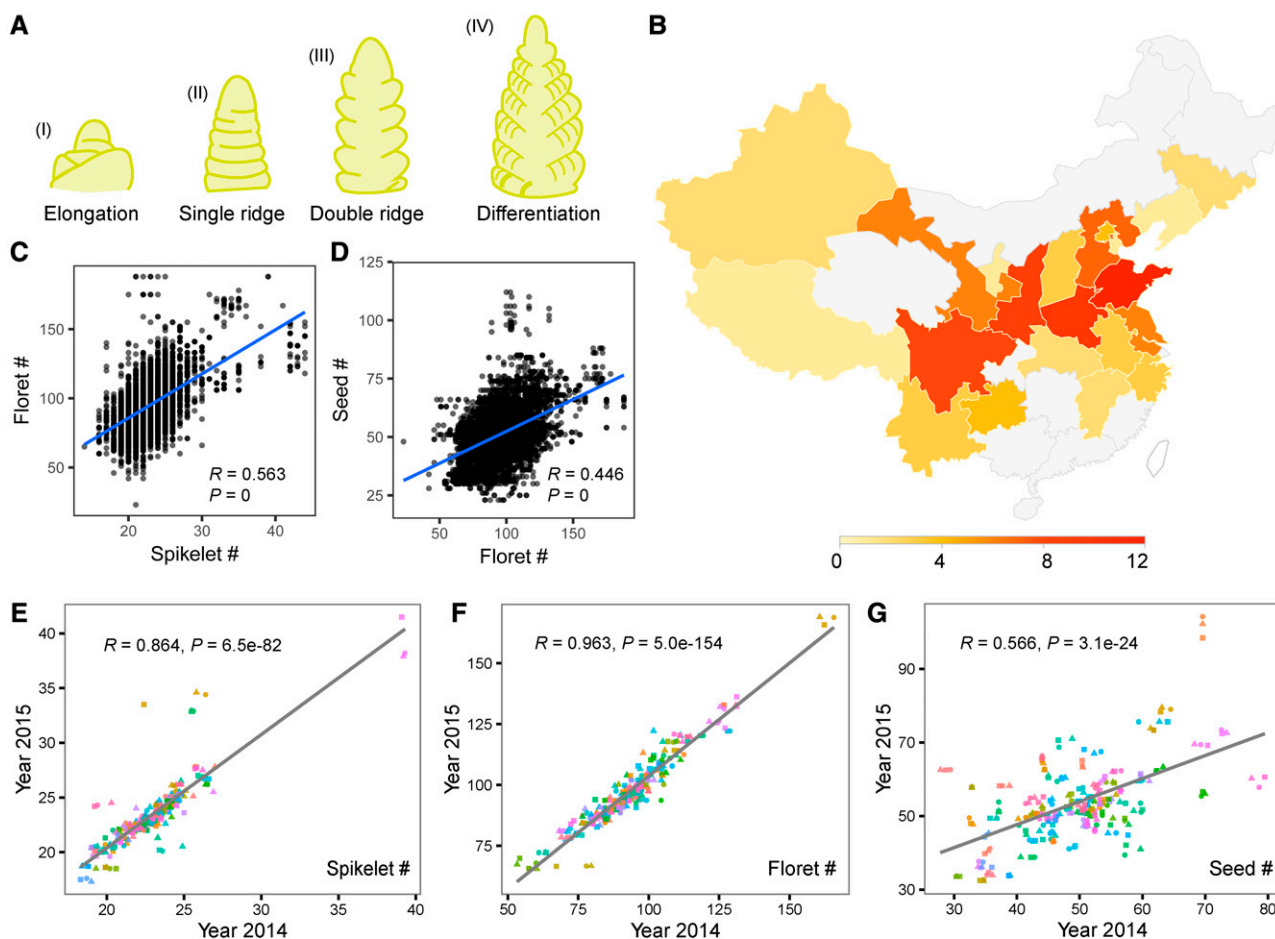 A
(I)
(II)
(III)
(IV)
Elongation
Single ridge
Double ridge
Differentiation
B
0
4
8
12
C
Floret #
150
100
50
20
30
40
Spikelet #
R = 0.563
P = 0
D
Seed #
125
100
75
50
25
50
100
150
Floret #
R = 0.446
P = 0
E
R = 0.864, P = 6.5e-82
Year 2015
40
35
30
25
20
20
25
30
35
40
Year 2014
Spikelet #
F
R = 0.963, P = 5.0e-154
Year 2015
150
125
100
75
50
75
100
125
150
Year 2014
Floret #
G
R = 0.566, P = 3.1e-24
Year 2015
90
70
50
30
30
40
50
60
70
80
Year 2014
Seed #